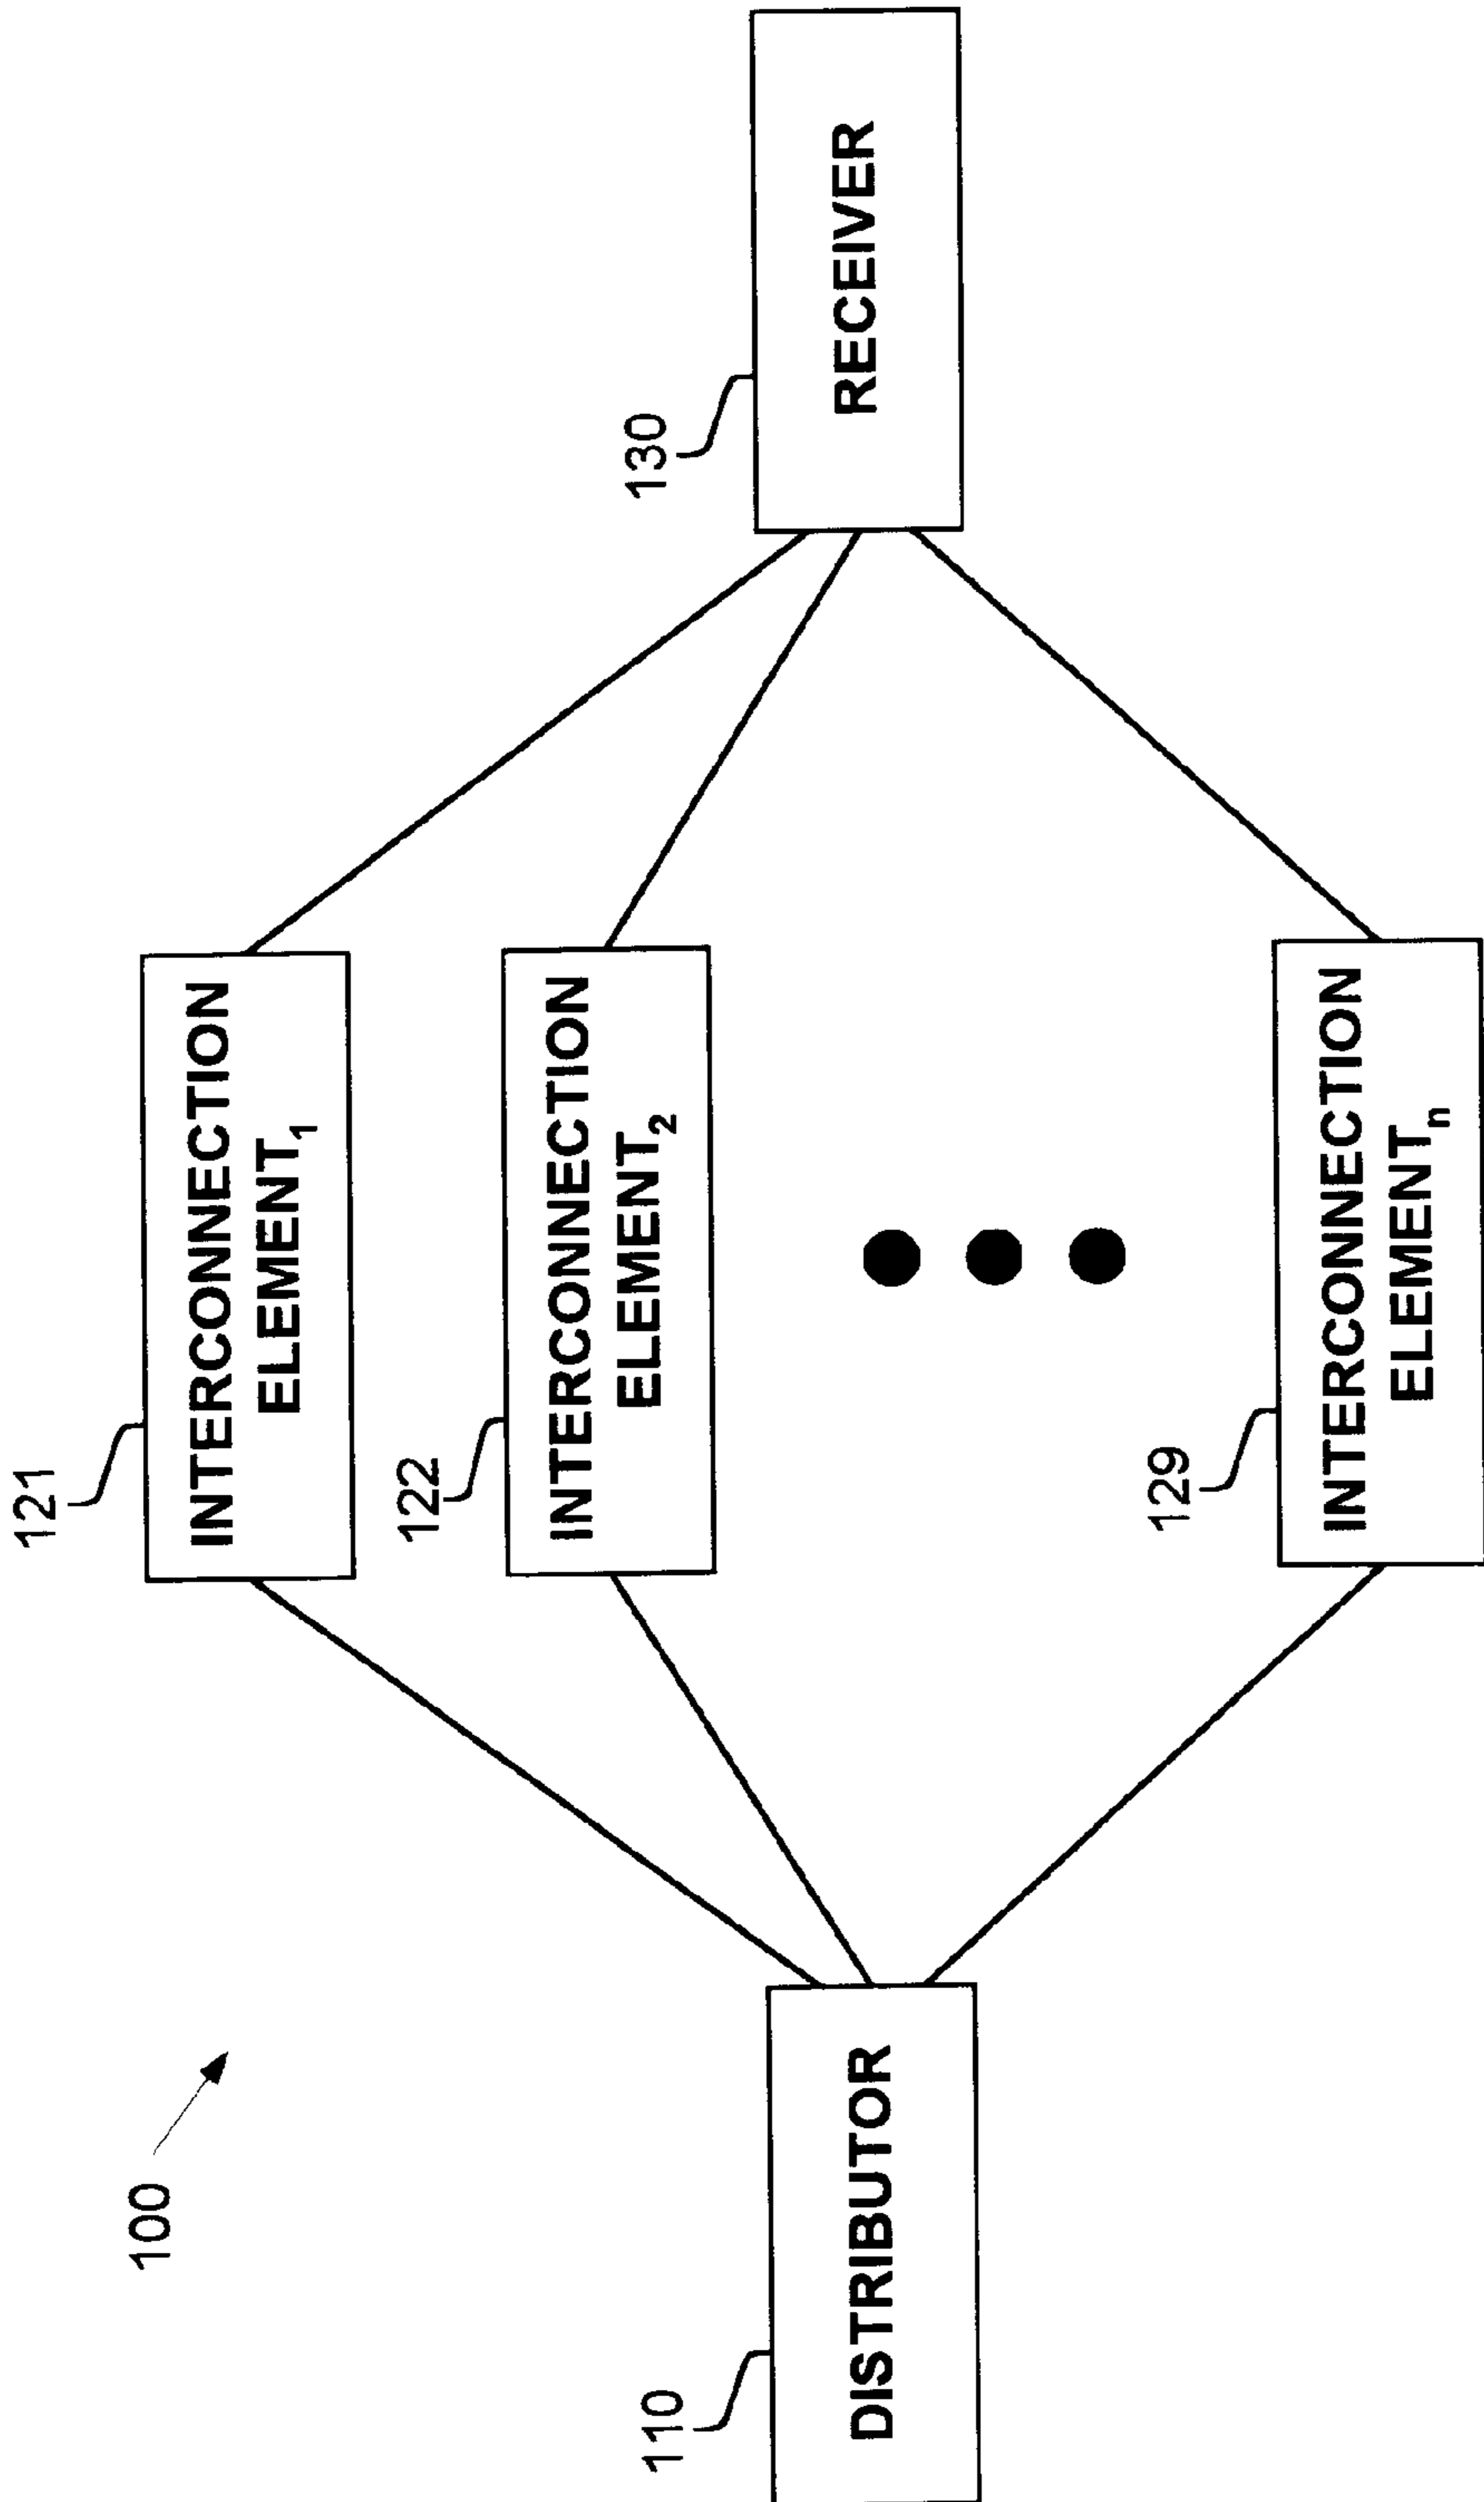 100
121
INTERCONNECTION
ELEMENT₁
122
INTERCONNECTION
ELEMENT₂
110
DISTRIBUTOR
130
RECEIVER
129
INTERCONNECTION
ELEMENTₙ